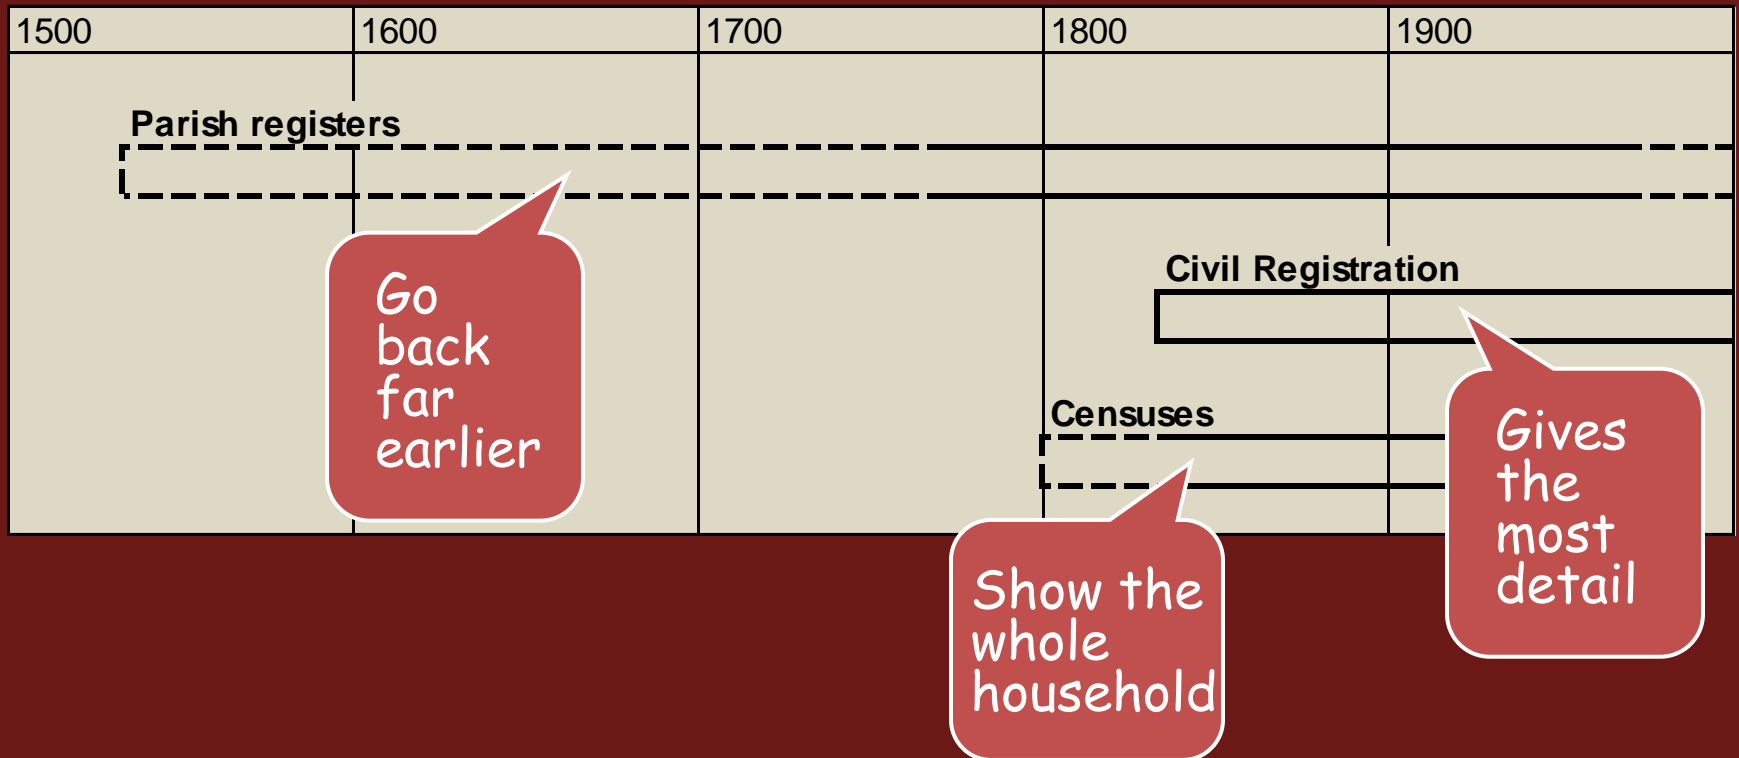 1500 1600 1700 1800 1900
Parish registers
Go
back
far
earlier
Civil Registration
Gives
the
most
detail
Censuses
Show the
whole
household